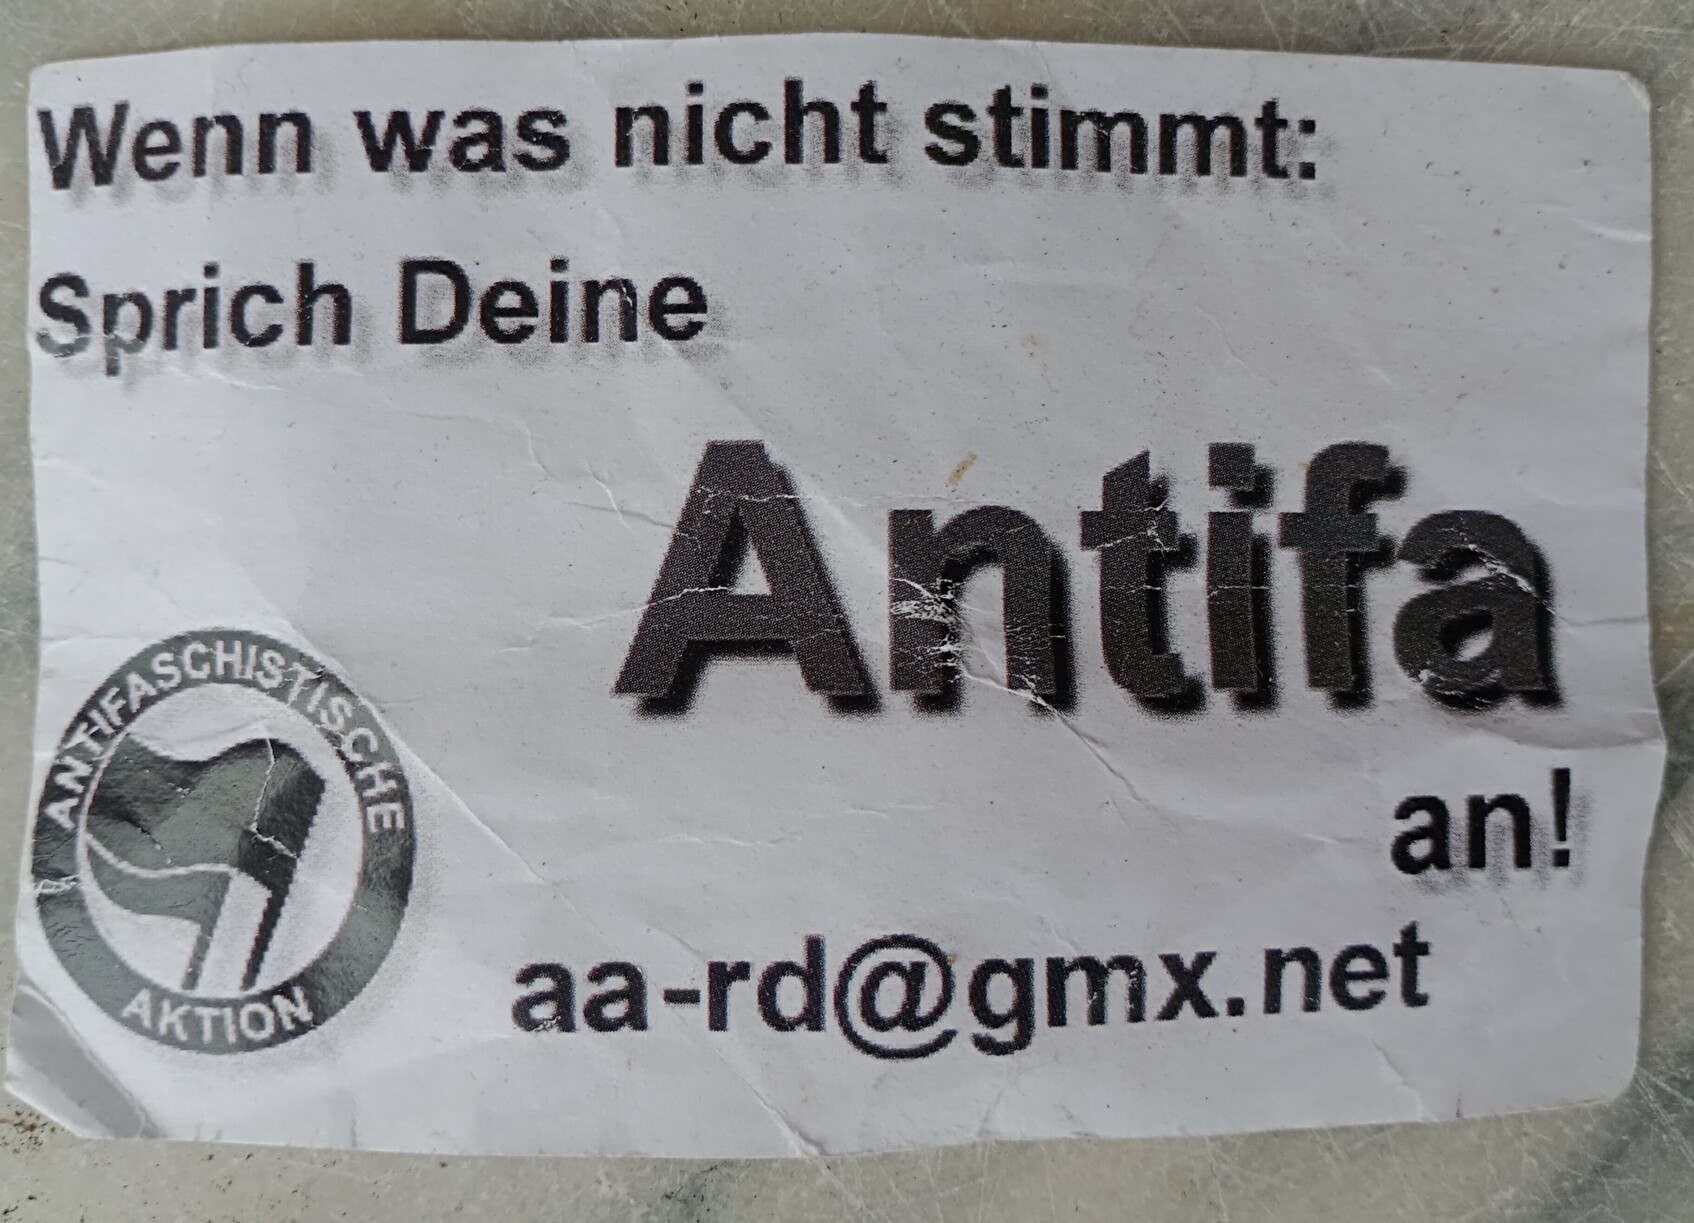 Wenn was nicht stimmt:
Sprich Deine
Antifa
an!
ANTIFASCHISTISCHE
AKTION
aa-rd@gmx.net